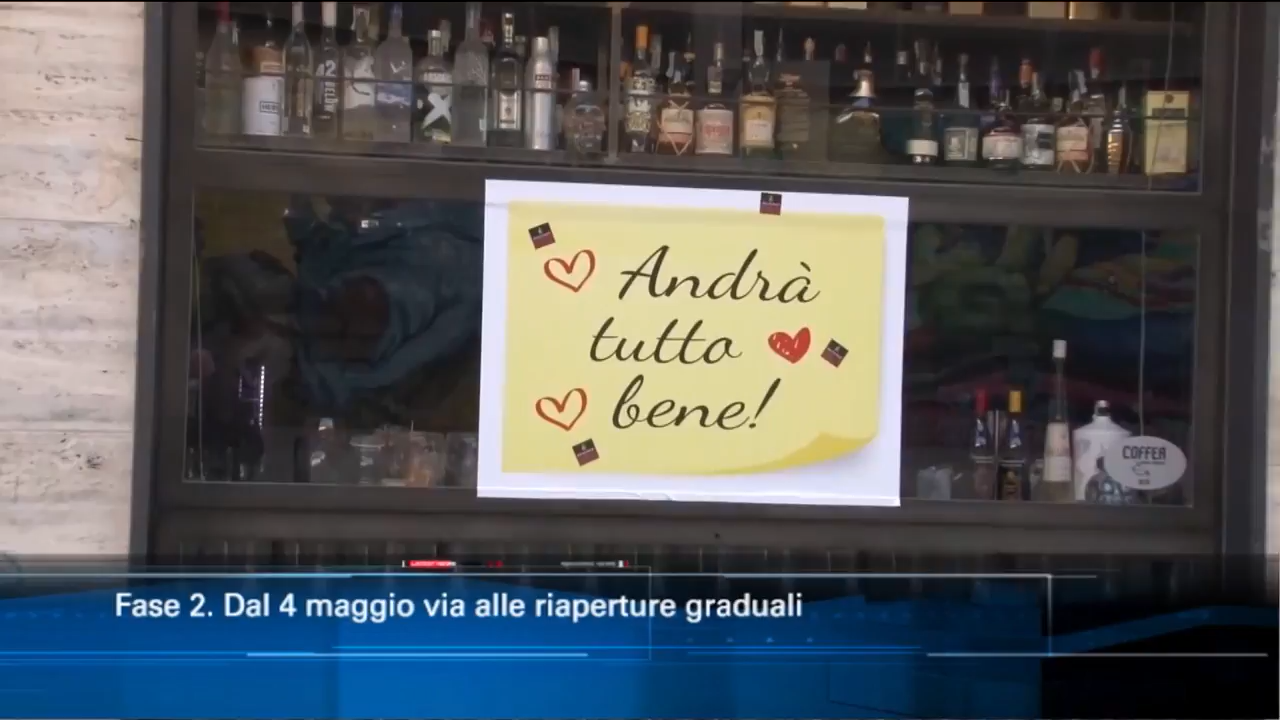 Andrà
tutto
bene!
COFFER
Fase 2. Dal 4 maggio via alle riaperture graduali